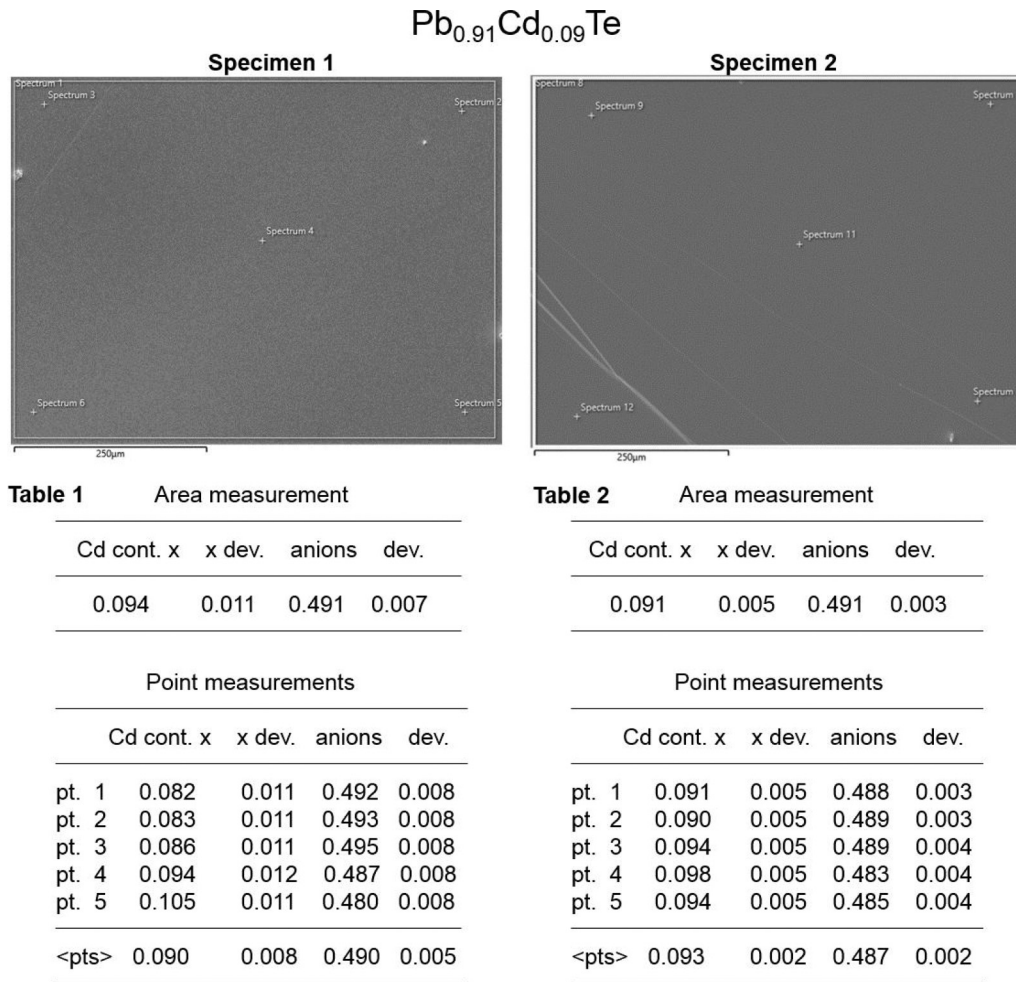 Pb0.91Cd0.09Te
Specimen 1
Spectrum 1
Spectrum 3
Spectrum 2
Spectrum 4
Spectrum 6
Spectrum 5
250µm
Specimen 2
Spectrum 8
Spectrum 9
Spectrum
Spectrum 11
Spectrum
Spectrum 12
250µm
Table 1 Area measurement
Cd cont. x x dev. anions dev.
0.094 0.011 0.491 0.007
Point measurements
Cd cont. x x dev. anions dev.
pt. 1 0.082 0.011 0.492 0.008
pt. 2 0.083 0.011 0.493 0.008
pt. 3 0.086 0.011 0.495 0.008
pt. 4 0.094 0.012 0.487 0.008
pt. 5 0.105 0.011 0.480 0.008
<pts> 0.090 0.008 0.490 0.005
Table 2 Area measurement
Cd cont. x x dev. anions dev.
0.091 0.005 0.491 0.003
Point measurements
Cd cont. x x dev. anions dev.
pt. 1 0.091 0.005 0.488 0.003
pt. 2 0.090 0.005 0.489 0.003
pt. 3 0.094 0.005 0.489 0.004
pt. 4 0.098 0.005 0.483 0.004
pt. 5 0.094 0.005 0.485 0.004
<pts> 0.093 0.002 0.487 0.002